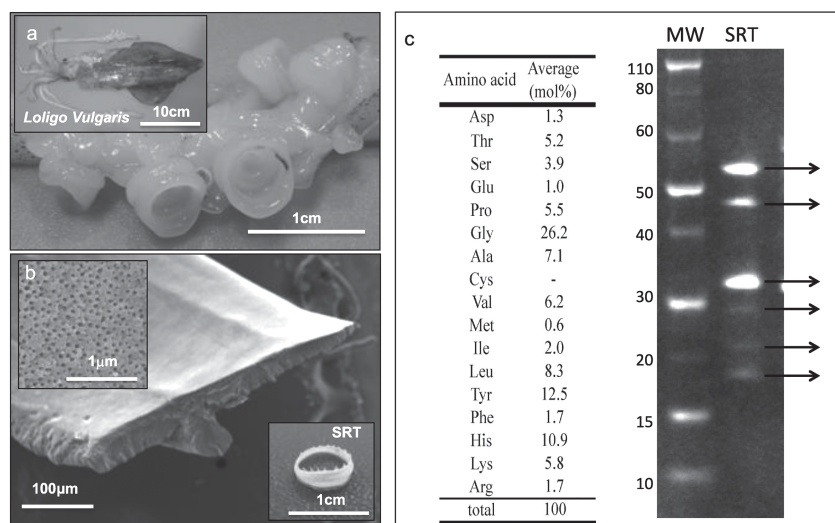 a
Loligo Vulgaris
10cm
1cm
b
1μm
100μm
SRT
1cm
c
Amino acid Average (mol%)
Asp 1.3
Thr 5.2
Ser 3.9
Glu 1.0
Pro 5.5
Gly 26.2
Ala 7.1
Cys -
Val 6.2
Met 0.6
Ile 2.0
Leu 8.3
Tyr 12.5
Phe 1.7
His 10.9
Lys 5.8
Arg 1.7
total 100
MW SRT
110
80
60
50
40
30
20
15
10